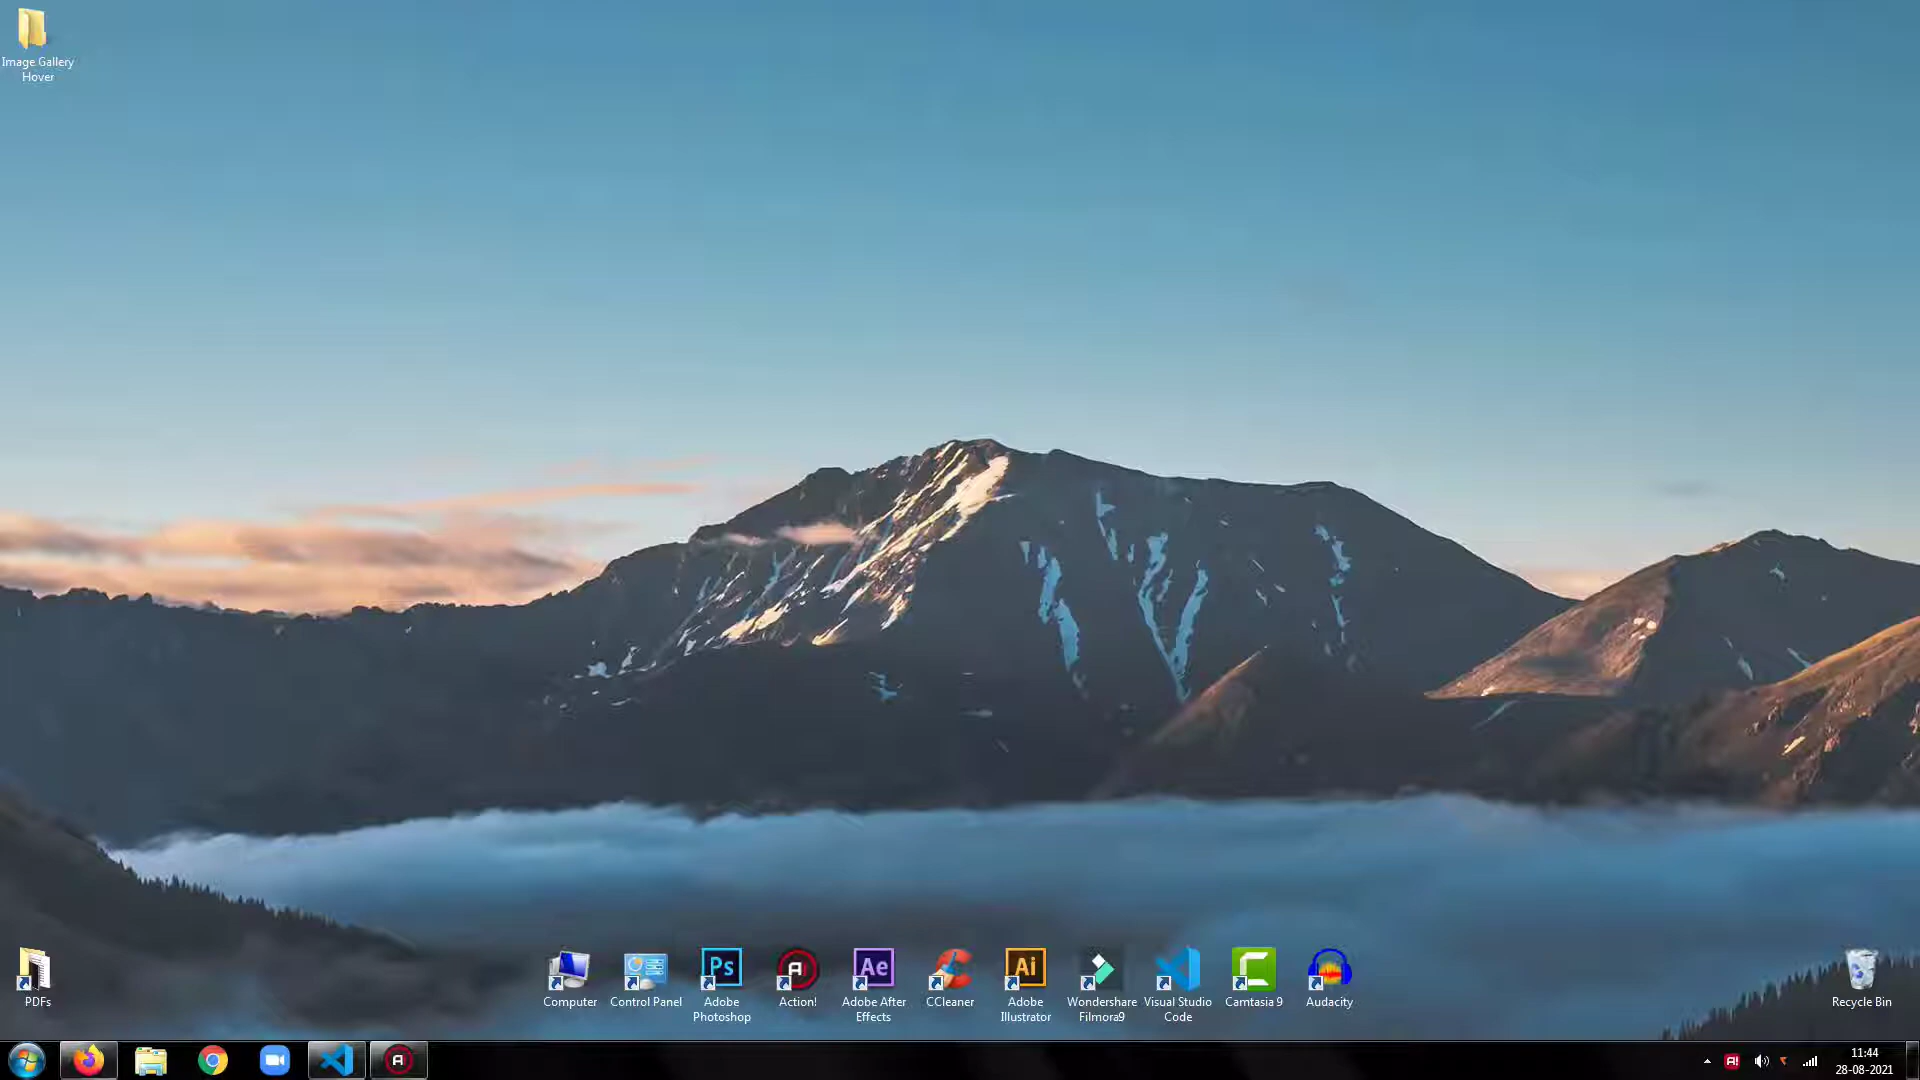 Image Gallery
Hover
PDFs
Computer
Control Panel
Ps
Adobe
Photoshop
Action!
Ae
Adobe After
Effects
CCleaner
Ai
Adobe
Illustrator
Wondershare
Filmora9
Visual Studio
Code
Camtasia 9
Audacity
Recycle Bin
11:44
28-08-2021